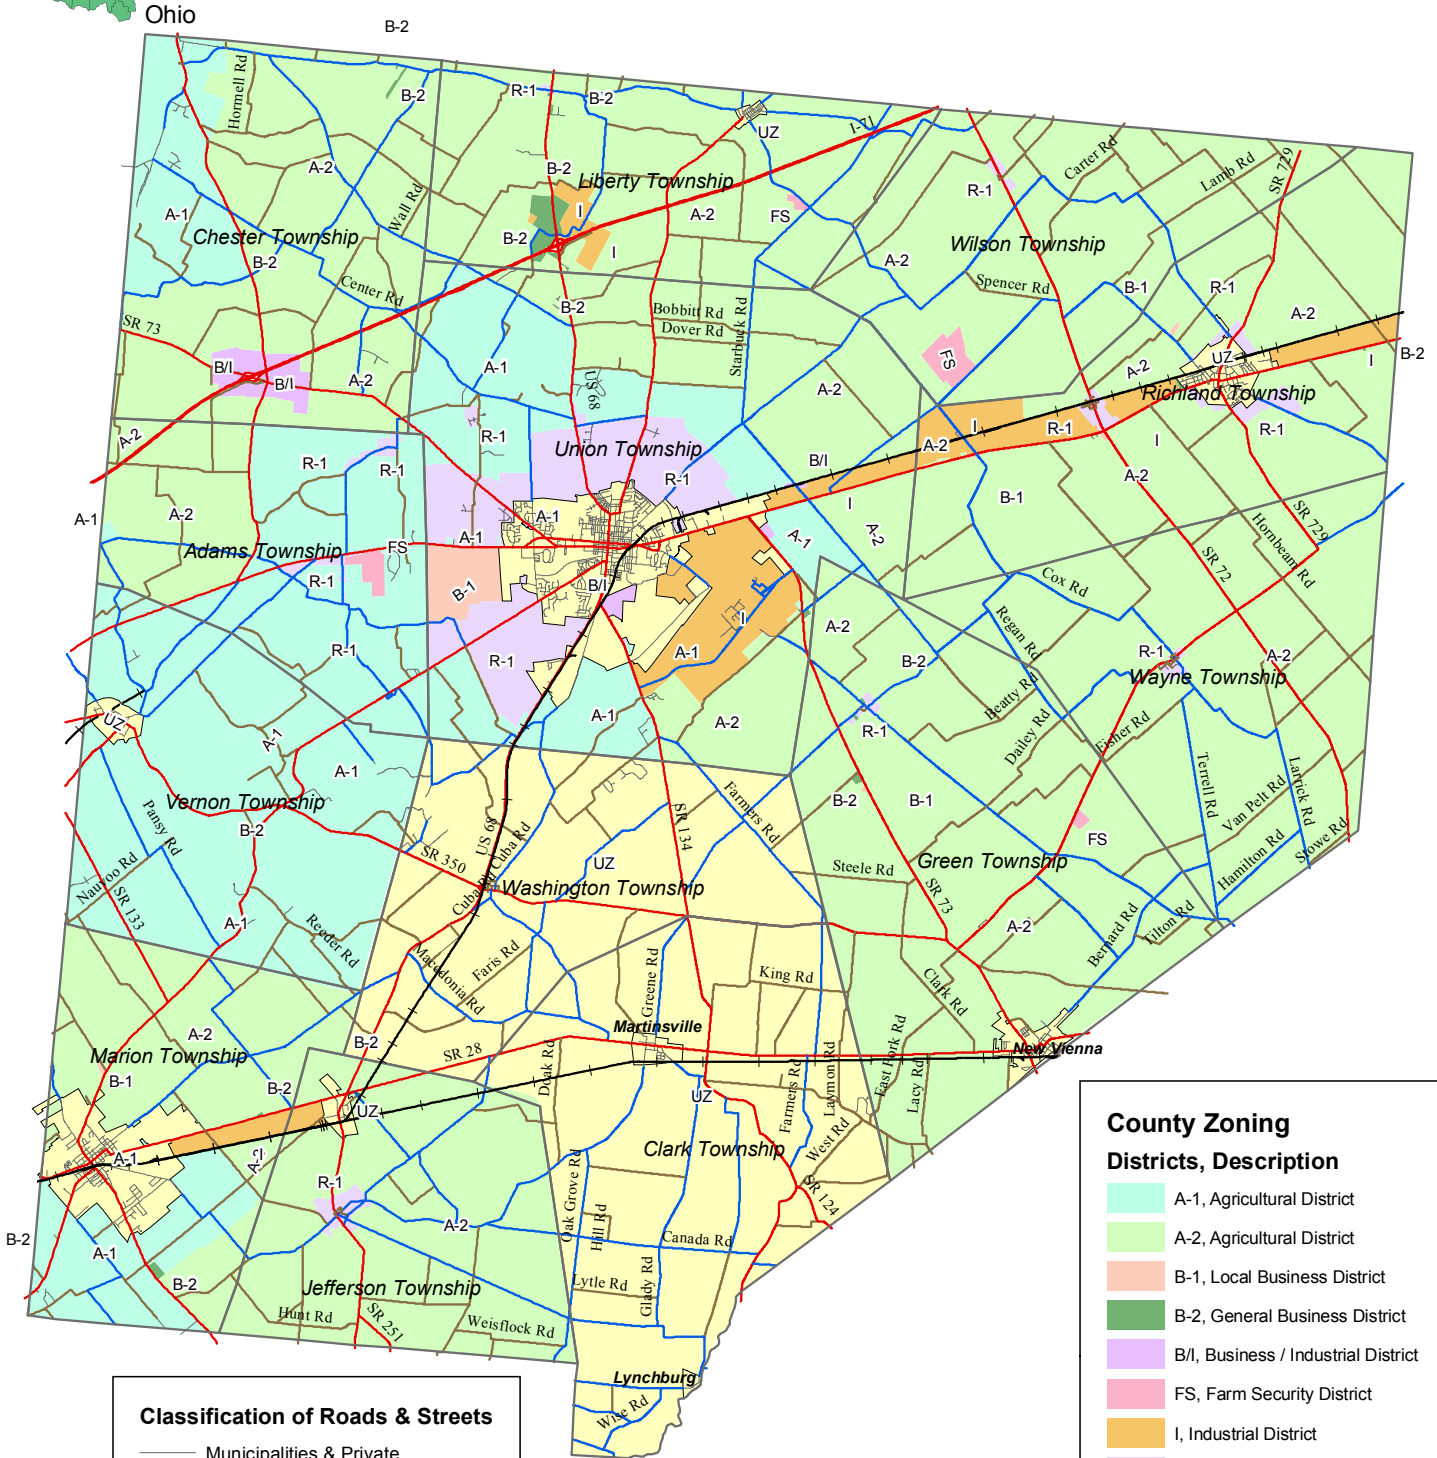 Ohio
B-2
Hormell Rd
B-2
R-1
B-2
UZ
I-71
Carter Rd
Lamb Rd
SR 729
A-2
B-2
Liberty Township
R-1
Wall Rd
A-1
I
A-2
FS
Chester Township
B-2
I
Wilson Township
B-2
A-2
Center Rd
Spencer Rd
B-1
R-1
SR 73
B-2
Bobbitt Rd
Dover Rd
Starbuck Rd
A-2
B/I
B/I
A-2
A-1
US 68
A-2
FS
A-2
UZ
I
B-2
Richland Township
A-2
R-1
Union Township
R-1
R-1
R-1
B/I
A-2
I
R-1
I
R-1
A-2
B-1
A-1
A-2
A-1
A-1
I
A-1
A-2
SR 729
Hornbeam Rd
Adams Township
FS
R-1
B-1
B/I
SR 72
Cox Rd
I
A-2
Regan Rd
R-1
R-1
A-1
B-2
R-1
A-2
Wayne Township
Beatty Rd
UZ
A-1
A-1
A-2
R-1
Dailey Rd
Fisher Rd
A-1
Vernon Township
Pansy Rd
B-2
US 68
Farmers Rd
B-2
B-1
Terrell Rd
Larrick Rd
Van Pelt Rd
SR 134
FS
Stowe Rd
Nauvoo Rd
SR 350
Cuba Rd
UZ
Steele Rd
Green Township
Hamilton Rd
SR 133
Cuba Rd
Washington Township
SR 73
A-1
Reeder Rd
A-2
Bernard Rd
Tilton Rd
Macedonia Rd
Faris Rd
Greene Rd
King Rd
Clark Rd
A-2
Martinsville
Marion Township
B-2
SR 28
Doak Rd
New Vienna
B-1
B-2
UZ
UZ
Farmers Rd
Laymon Rd
East Fork Rd
Lacy Rd
A-1
A-2
Clark Township
West Rd
R-1
Oak Grove Rd
SR 124
B-2
A-1
A-2
Hill Rd
Canada Rd
B-2
Jefferson Township
Lytle Rd
Glady Rd
Hunt Rd
SR 251
Weisflock Rd
Lynchburg
Wise Rd
County Zoning
Districts, Description
A-1, Agricultural District
A-2, Agricultural District
B-1, Local Business District
B-2, General Business District
B/I, Business / Industrial District
FS, Farm Security District
I, Industrial District
Classification of Roads & Streets
Municipalities & Private